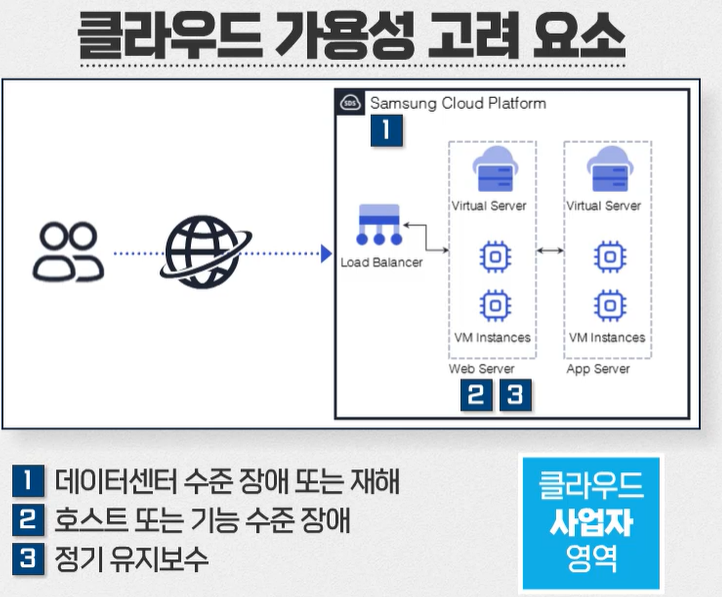 클라우드 가용성 고려 요소
SDS
Samsung Cloud Platform
1
Virtual Server
Virtual Server
Load Balancer
VM Instances
VM Instances
Web Server
App Server
2 3
1 데이터센터 수준 장애 또는 재해
2 호스트 또는 기능 수준 장애
3 정기 유지보수
클라우드
사업자
영역